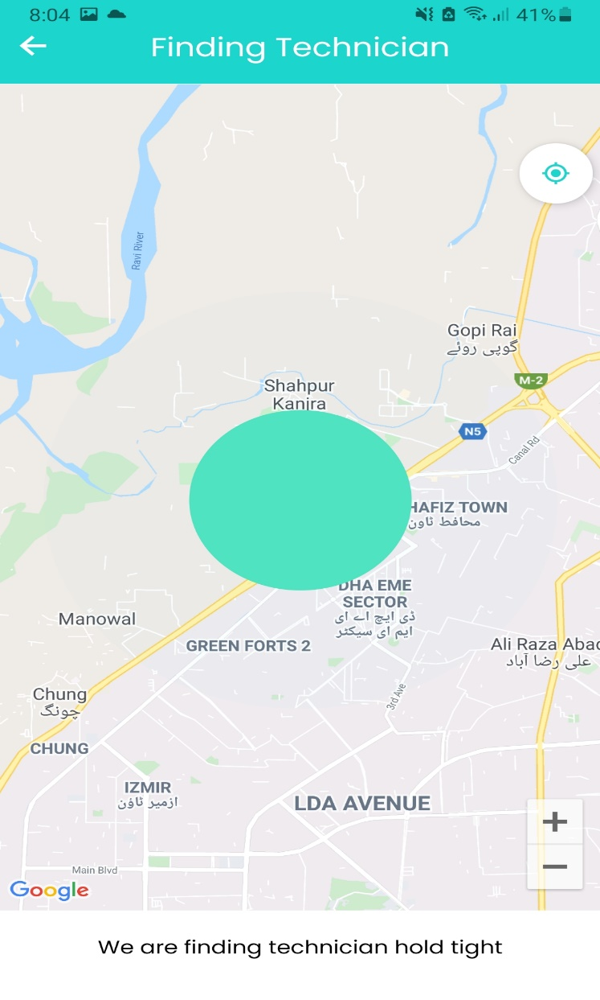 8:04
41%
Finding Technician
Ravi River
Gopi Rai
گوپی روئے
M-2
Shahpur
Kanjra
N5
Canal Rd
HAFIZ TOWN
محافظ ٹاون
DHA EME
SECTOR
ڈی ایچ اے ای
ایم ای سیکٹر
Manowal
GREEN FORTS 2
Ali Raza Abad
علی رضا آباد
Chung
چونگ
3rd Ave
CHUNG
IZMIR
ازمیر ٹاؤن
LDA AVENUE
+
−
Main Blvd
Google
We are finding technician hold tight